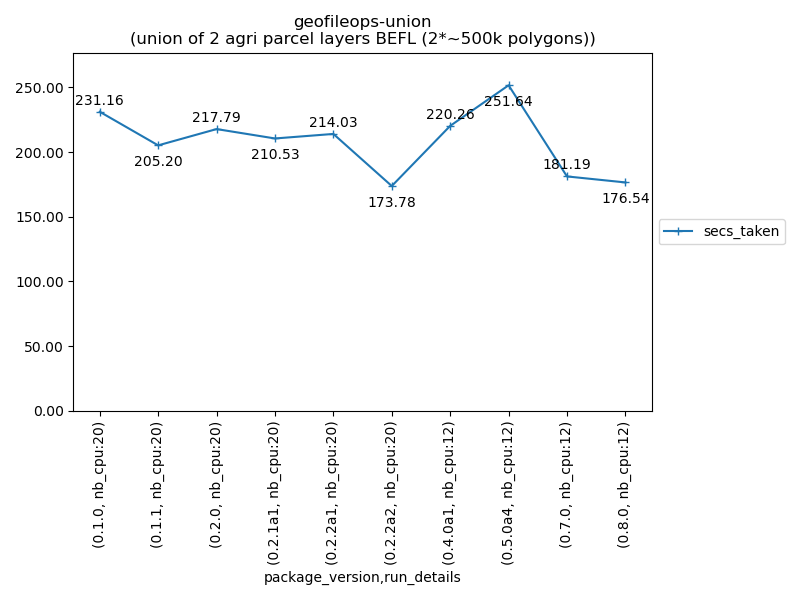 geofileops-union
(union of 2 agri parcel layers BEFL (2*~500k polygons))
250.00
200.00
150.00
100.00
50.00
0.00
231.16
205.20
217.79
210.53
214.03
173.78
220.26
251.64
181.19
176.54
secs_taken
(0.1.0, nb_cpu:20)
(0.1.1, nb_cpu:20)
(0.2.0, nb_cpu:20)
(0.2.1a1, nb_cpu:20)
(0.2.2a1, nb_cpu:20)
(0.2.2a2, nb_cpu:20)
(0.4.0a1, nb_cpu:12)
(0.5.0a4, nb_cpu:12)
(0.7.0, nb_cpu:12)
(0.8.0, nb_cpu:12)
package_version,run_details